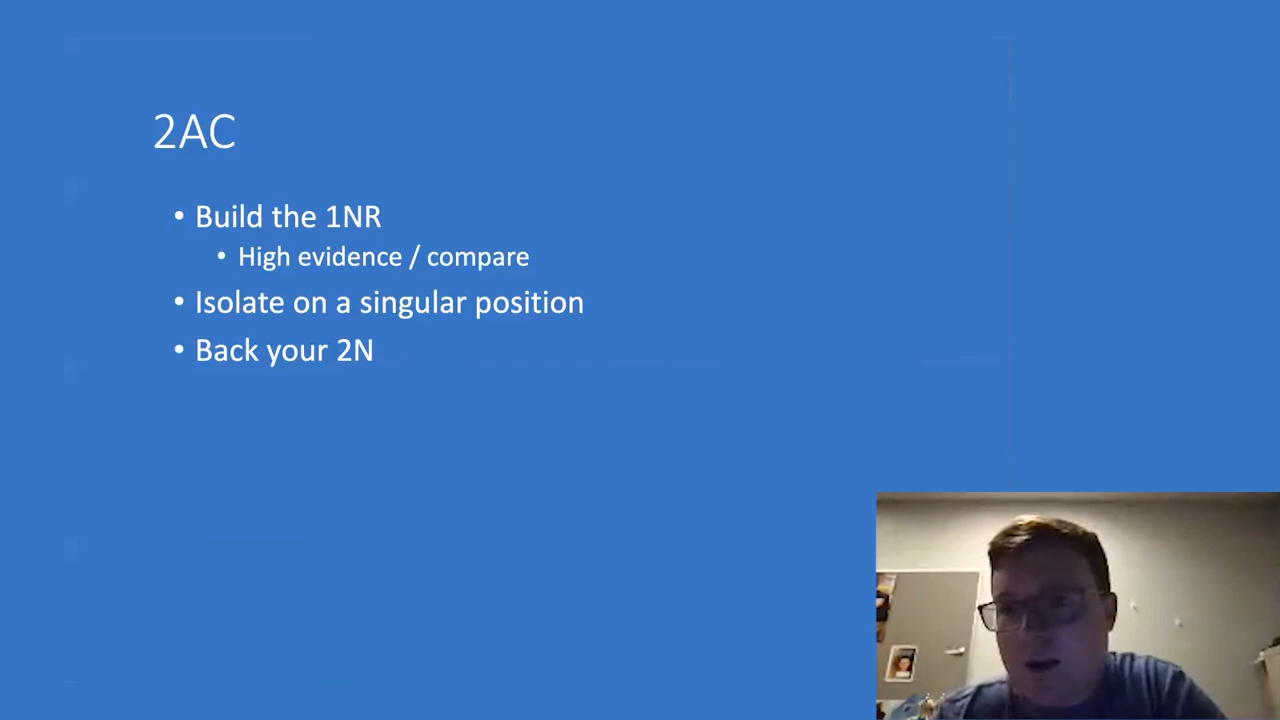 2AC
• Build the 1NR
• High evidence / compare
• Isolate on a singular position
• Back your 2N